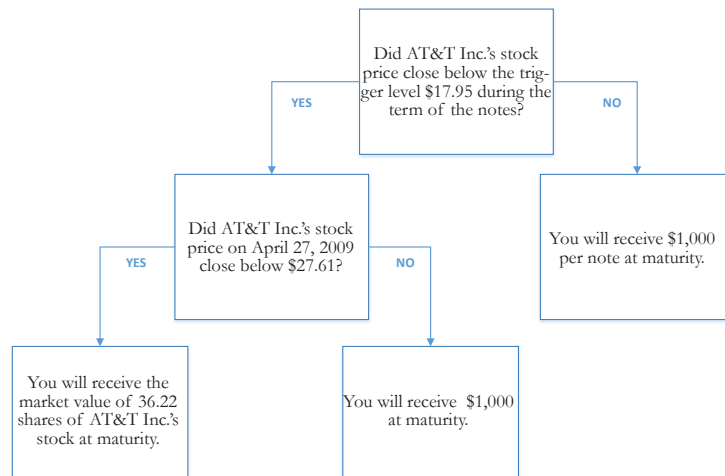 Did AT&T Inc.'s stock
price close below the trig-
ger level $17.95 during the
term of the notes?
YES
NO
Did AT&T Inc.'s stock
price on April 27, 2009
close below $27.61?
You will receive $1,000
per note at maturity.
YES
NO
You will receive the
market value of 36.22
shares of AT&T Inc.'s
stock at maturity.
You will receive $1,000
at maturity.